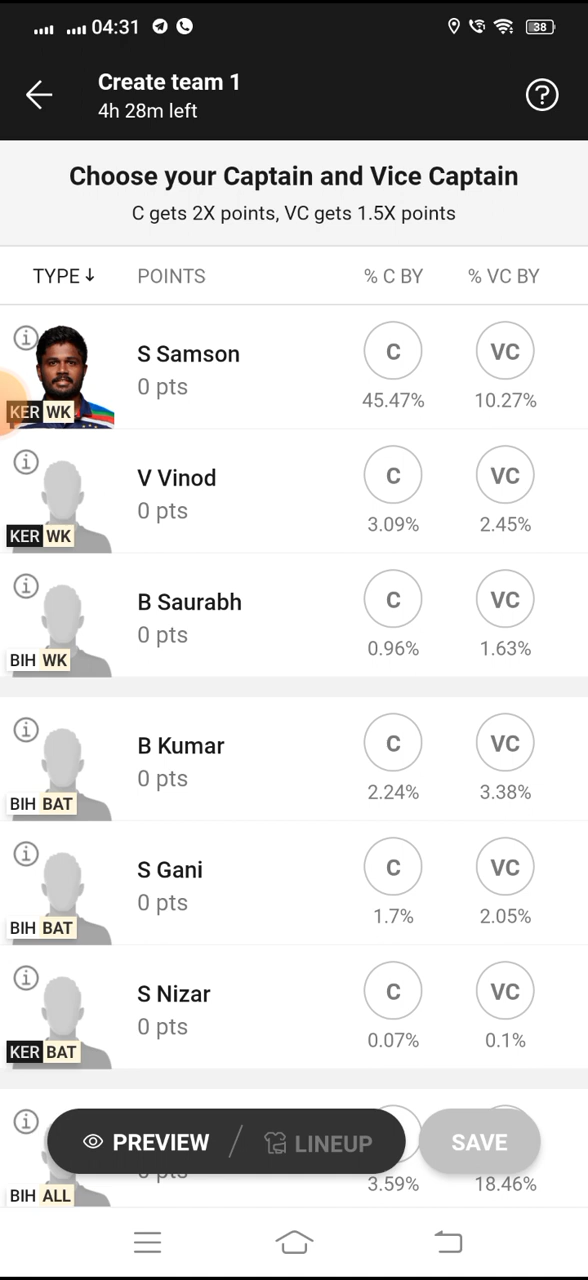 04:31 38
Create team 1
4h 28m left
Choose your Captain and Vice Captain
C gets 2X points, VC gets 1.5X points
TYPE↓ POINTS % C BY % VC BY
S Samson C VC
0 pts 45.47% 10.27%
KER WK
V Vinod C VC
0 pts 3.09% 2.45%
KER WK
B Saurabh C VC
0 pts 0.96% 1.63%
BIH WK
B Kumar C VC
0 pts 2.24% 3.38%
BIH BAT
S Gani C VC
0 pts 1.7% 2.05%
BIH BAT
S Nizar C VC
0 pts 0.07% 0.1%
KER BAT
PREVIEW / LINEUP SAVE
0 pts 3.59% 18.46%
BIH ALL